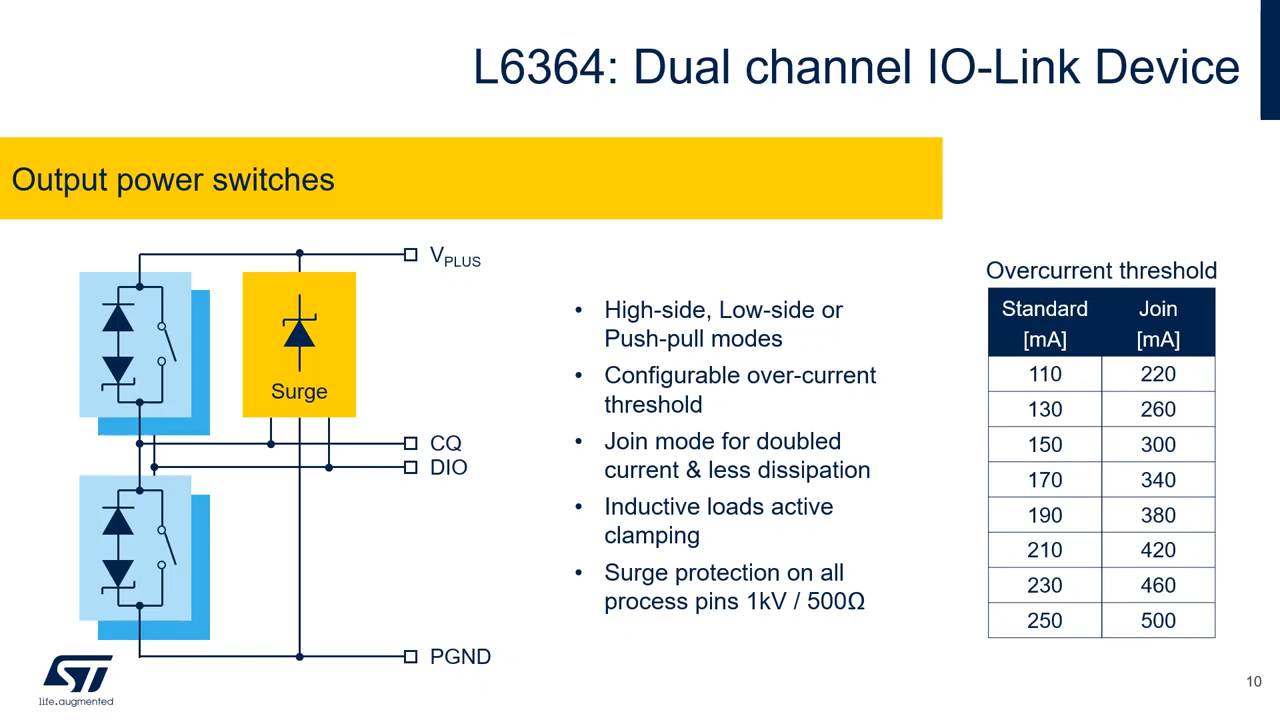 L6364: Dual channel IO-Link Device
Output power switches
VPLUS
Surge
CQ
DIO
PGND
• High-side, Low-side or
Push-pull modes
• Configurable over-current
threshold
• Join mode for doubled
current & less dissipation
• Inductive loads active
clamping
• Surge protection on all
process pins 1kV / 500Ω
Overcurrent threshold
Standard [mA] Join [mA]
110 220
130 260
150 300
170 340
190 380
210 420
230 460
250 500
ST
life.augmented
10